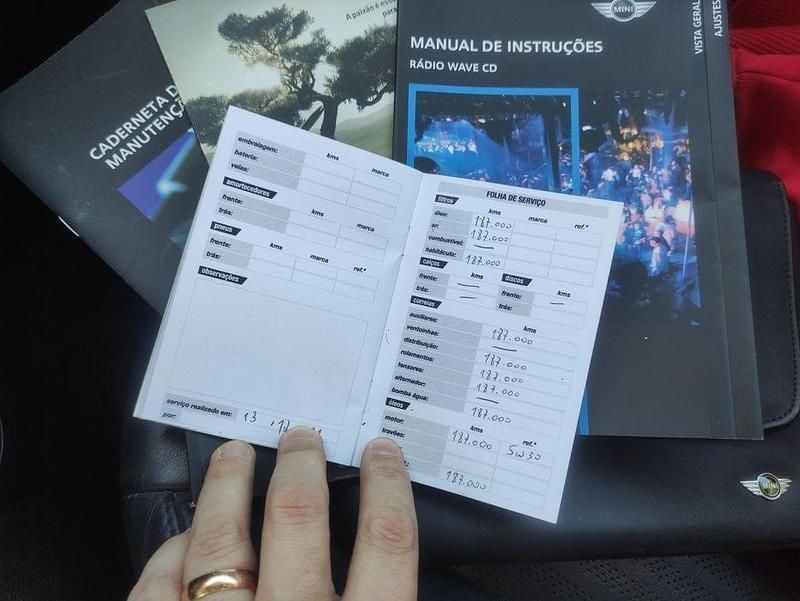 A paixão é es
para
MINI
MANUAL DE INSTRUÇÕES
RÁDIO WAVE CD
VISTA GERAL
AJUSTES
CADERNETA D
MANUTENÇÃ
kms marca
embraiagem:
bateria:
velas:
amortecedores kms marca
frente:
trás:
pneus kms marca ref.ª
frente:
trás:
observações
serviço realizado em: 13 . 12
por:
FOLHA DE SERVIÇO
filtros kms marca ref.ª
óleo: 187.000
ar: 187.000
combustível: —
habitáculo: 187.000
calços kms discos kms
frente: — frente: —
trás: — trás:
correias kms
auxiliares: 187.000
ventoinhas: —
distribuição: 187.000
rolamentos: 187.000
tensores: 187.000
alternador: —
bomba água: 187.000
óleos kms ref.ª
motor: 187.000 5W30
travões:
187.000
MINI